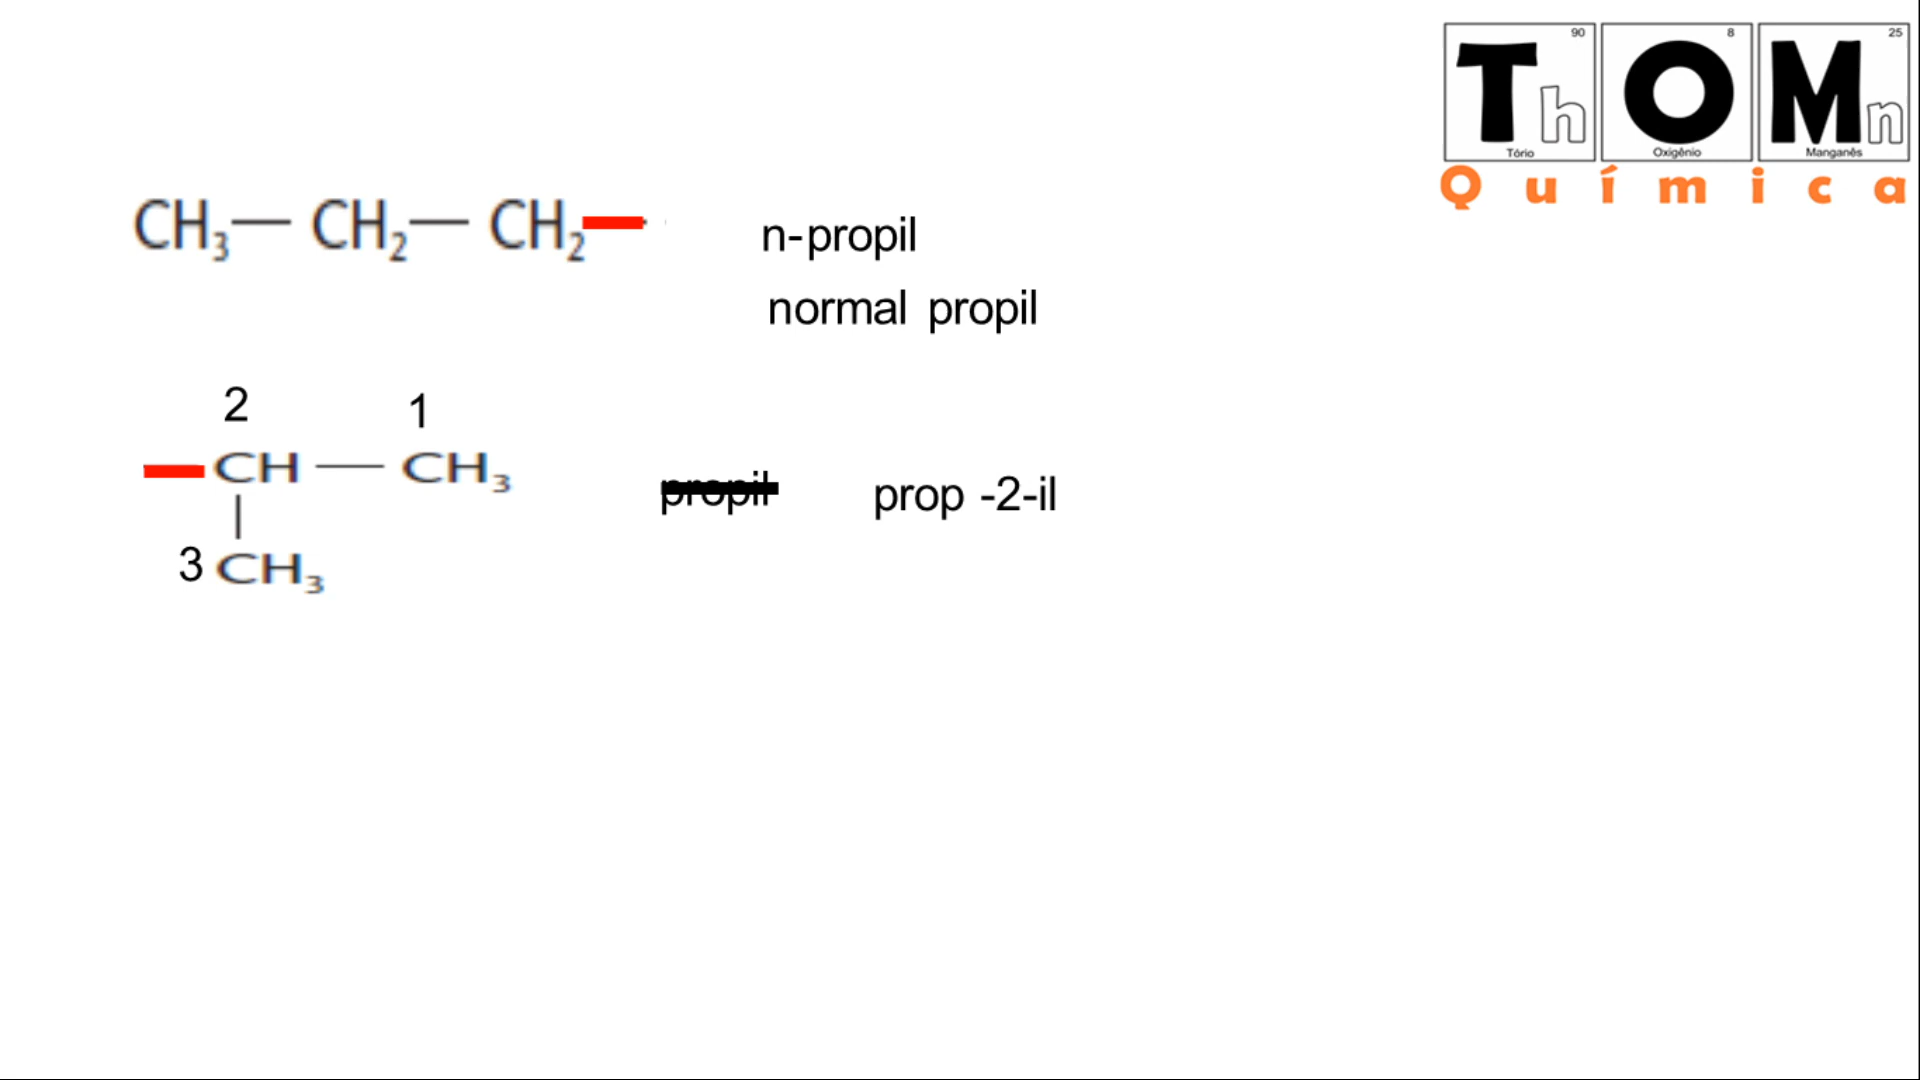 90 8 25
Th O Mn
Tório Oxigênio Manganês
Química
CH₃— CH₂— CH₂—
n-propil
normal propil
2 1
—CH — CH₃
|
3 CH₃
propil prop -2-il